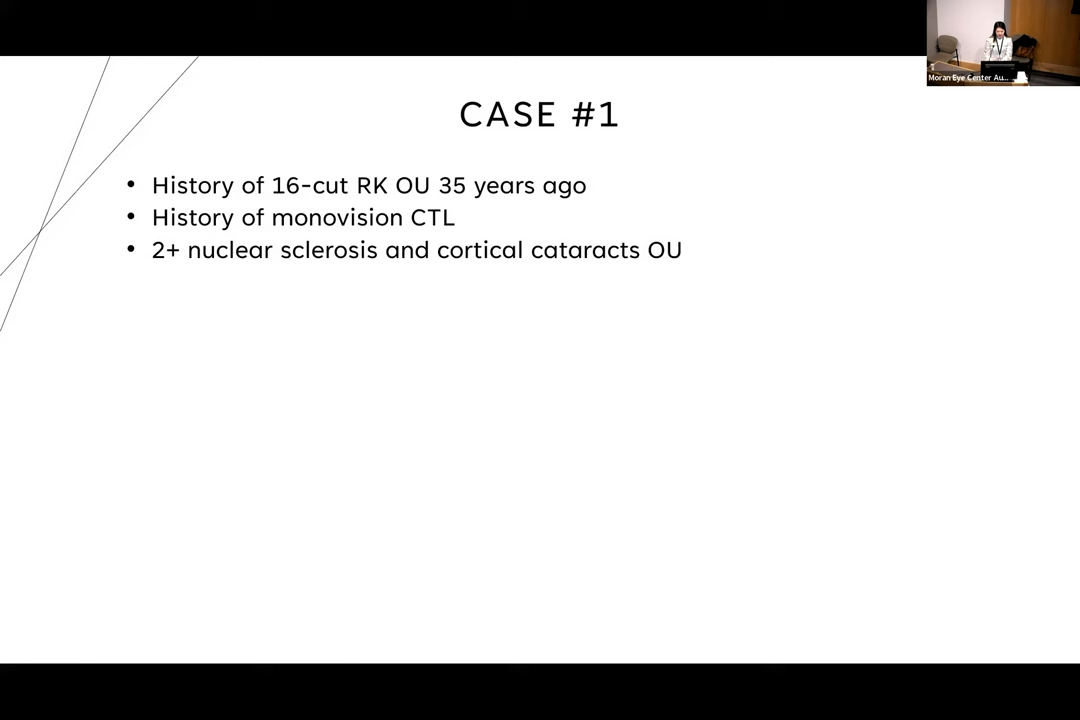 Moran Eye Center Au...
CASE #1
• History of 16-cut RK OU 35 years ago
• History of monovision CTL
• 2+ nuclear sclerosis and cortical cataracts OU